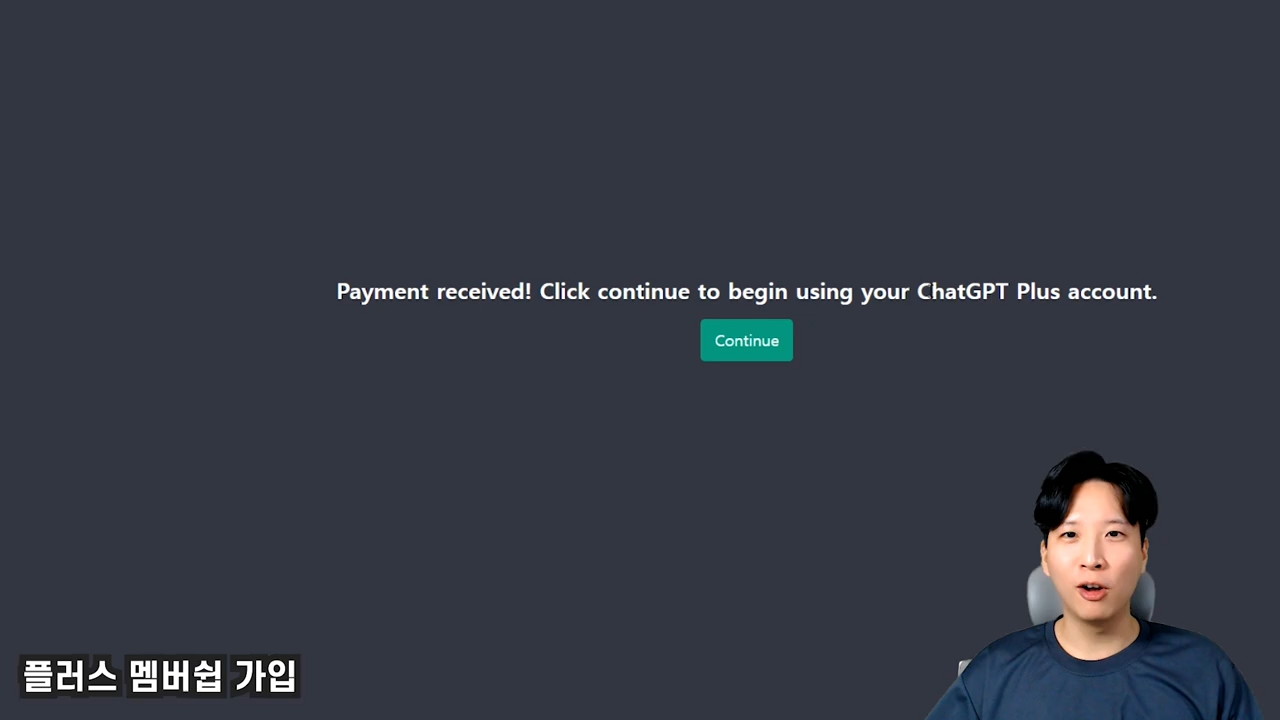 Payment received! Click continue to begin using your ChatGPT Plus account.
Continue
플러스 멤버쉽 가입